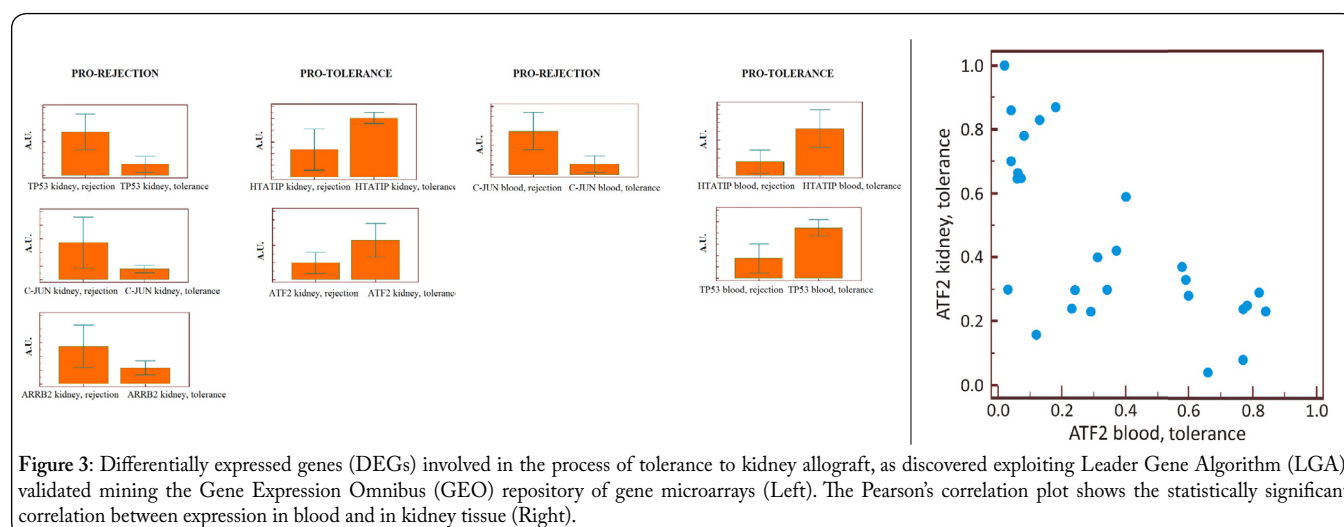 PRO-REJECTION
PRO-TOLERANCE
PRO-REJECTION
PRO-TOLERANCE
A.U.
TP53 kidney, rejection TP53 kidney, tolerance
A.U.
HTATIP kidney, rejection HTATIP kidney, tolerance
A.U.
C-JUN blood, rejection C-JUN blood, tolerance
A.U.
HTATIP blood, rejection HTATIP blood, tolerance
A.U.
C-JUN kidney, rejection C-JUN kidney, tolerance
A.U.
ATF2 kidney, rejection ATF2 kidney, tolerance
A.U.
TP53 blood, rejection TP53 blood, tolerance
A.U.
ARRB2 kidney, rejection ARRB2 kidney, tolerance
ATF2 kidney, tolerance
1.0
0.8
0.6
0.4
0.2
0.0
0.0 0.2 0.4 0.6 0.8 1.0
ATF2 blood, tolerance
Figure 3: Differentially expressed genes (DEGs) involved in the process of tolerance to kidney allograft, as discovered exploiting Leader Gene Algorithm (LGA)
validated mining the Gene Expression Omnibus (GEO) repository of gene microarrays (Left). The Pearson's correlation plot shows the statistically significan
correlation between expression in blood and in kidney tissue (Right).